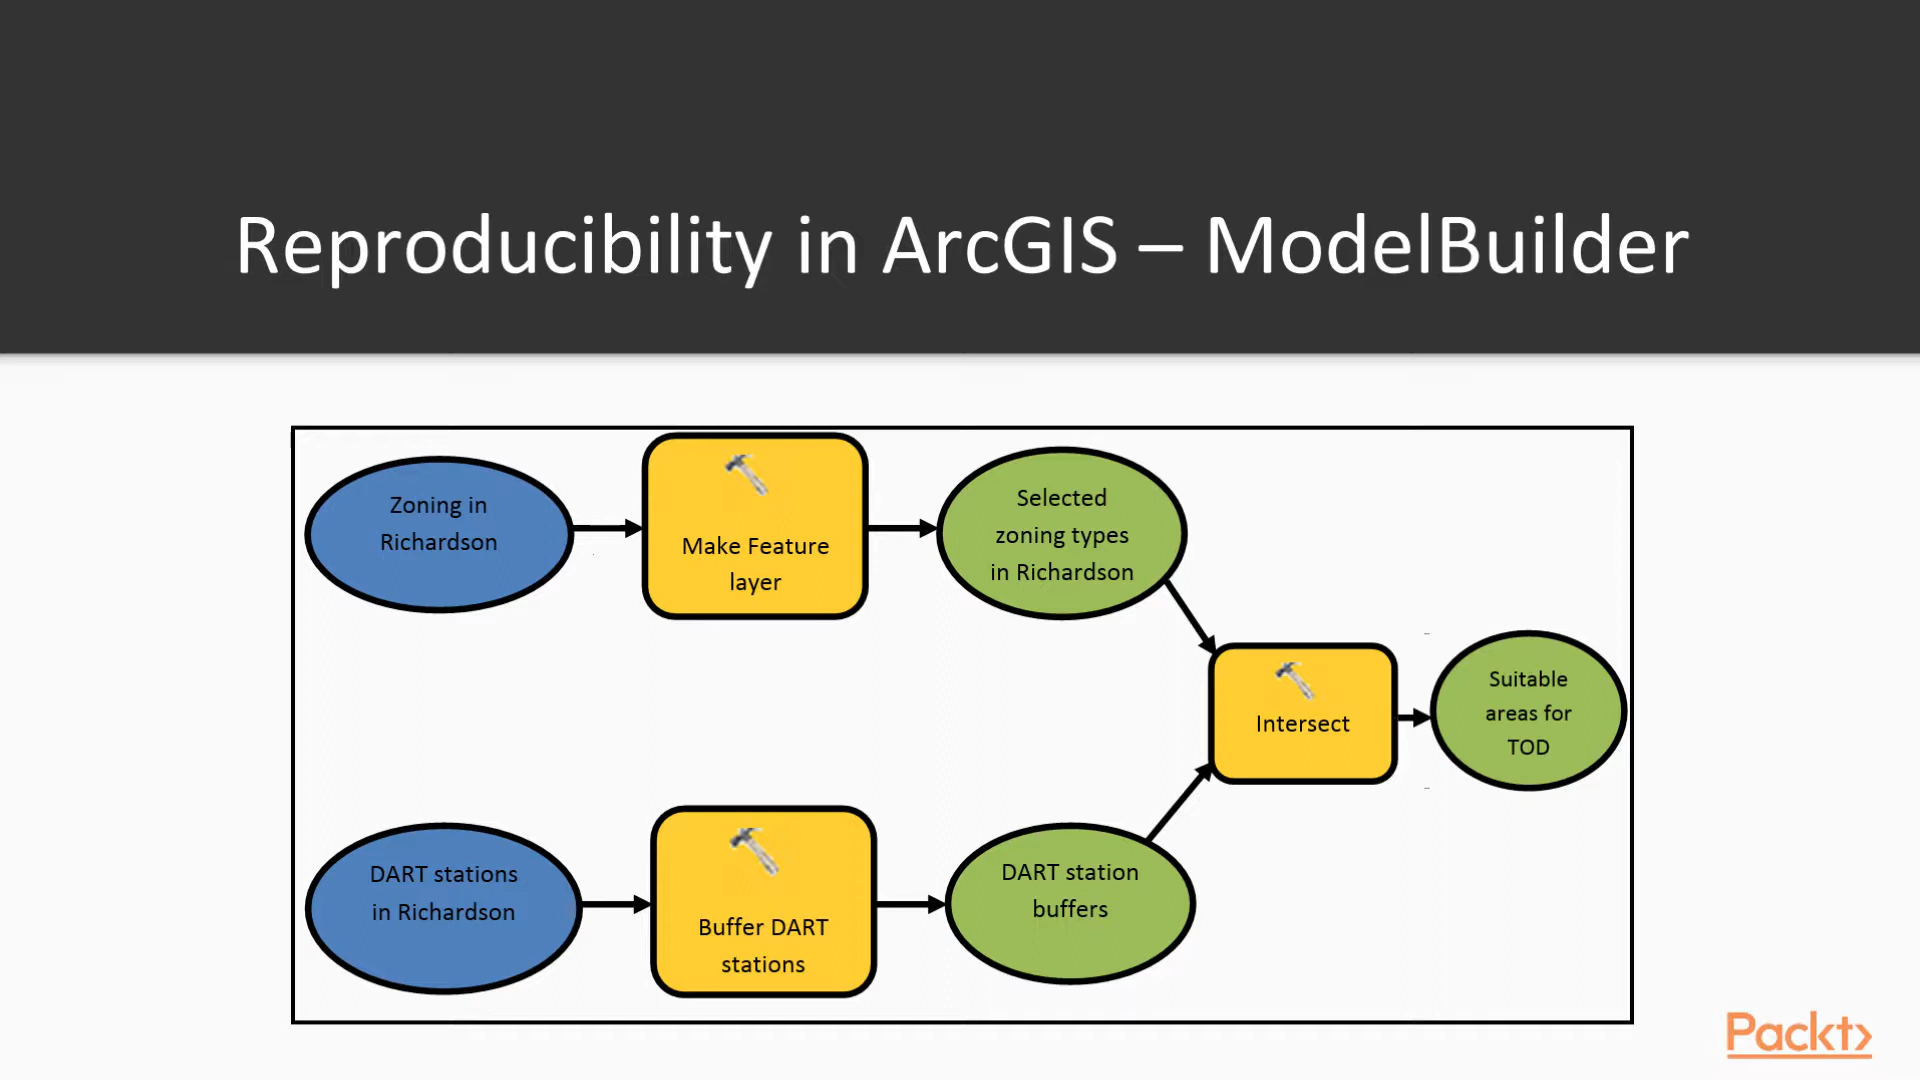 Reproducibility in ArcGIS – ModelBuilder
Zoning in
Richardson
Make Feature
layer
Selected
zoning types
in Richardson
Intersect
Suitable
areas for
TOD
DART stations
in Richardson
Buffer DART
stations
DART station
buffers
Packt>